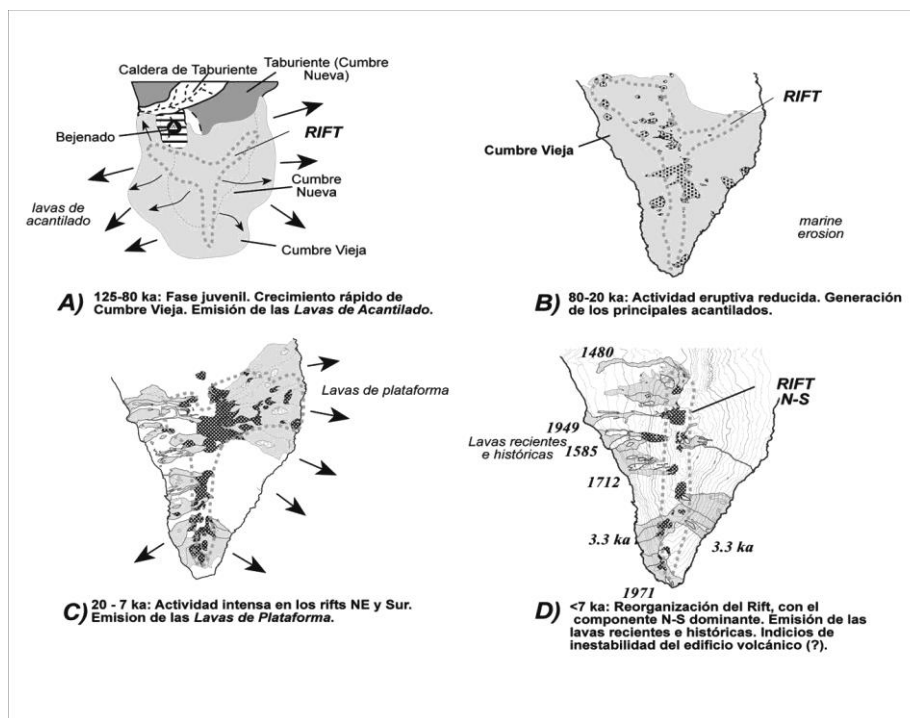 Caldera de Taburiente
Taburiente (Cumbre
Nueva)
RIFT
Bejenado
Cumbre
Nueva
lavas de
acantilado
Cumbre Vieja
A) 125-80 ka: Fase juvenil. Crecimiento rápido de
Cumbre Vieja. Emisión de las Lavas de Acantilado.
RIFT
Cumbre Vieja
marine
erosion
B) 80-20 ka: Actividad eruptiva reducida. Generación
de los principales acantilados.
Lavas de plataforma
C) 20 - 7 ka: Actividad intensa en los rifts NE y Sur.
Emision de las Lavas de Plataforma.
1480
RIFT
N-S
1949
Lavas recientes
e históricas
1585
1712
3.3 ka
3.3 ka
1971
D) <7 ka: Reorganización del Rift, con el
componente N-S dominante. Emisión de las
lavas recientes e históricas. Indicios de
inestabilidad del edificio volcánico (?).